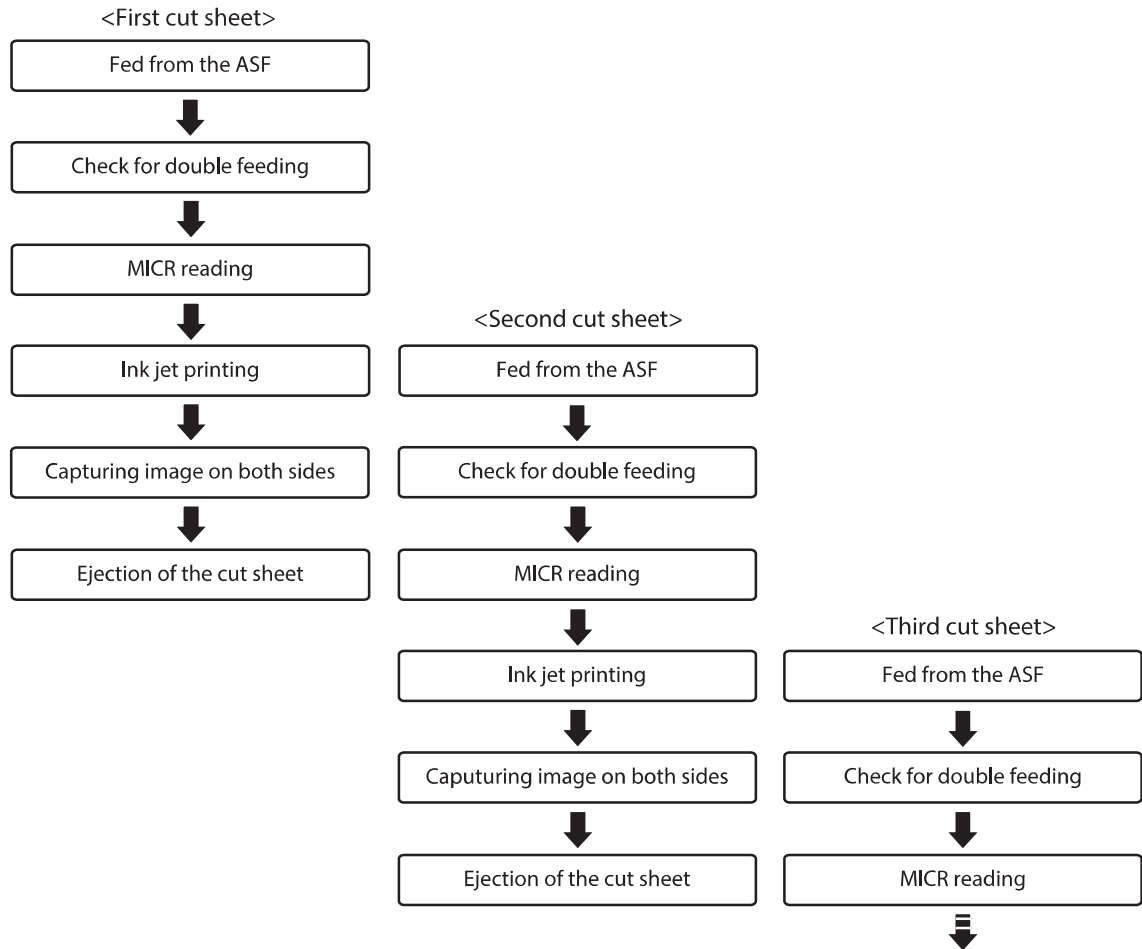 <First cut sheet>
Fed from the ASF
Check for double feeding
MICR reading
Ink jet printing
Capturing image on both sides
Ejection of the cut sheet
<Second cut sheet>
Fed from the ASF
Check for double feeding
MICR reading
Ink jet printing
Caputuring image on both sides
Ejection of the cut sheet
<Third cut sheet>
Fed from the ASF
Check for double feeding
MICR reading